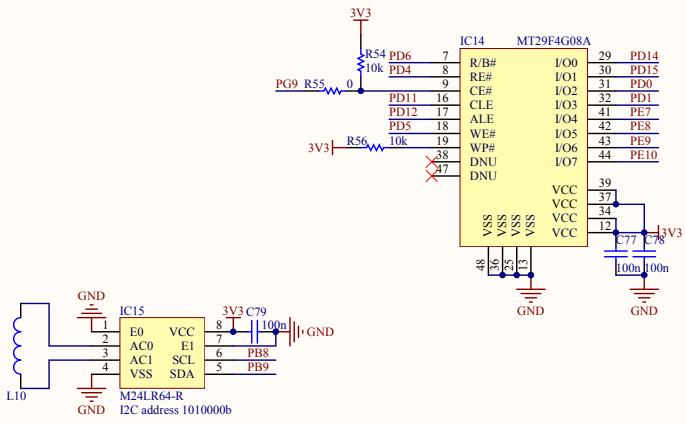 3V3
IC14 MT29F4G08A
R54
10k
PD6 7 R/B# I/O0 29 PD14
PD4 8 RE# I/O1 30 PD15
PG9 R55 0 9 CE# I/O2 31 PD0
PD11 16 CLE I/O3 32 PD1
PD12 17 ALE I/O4 41 PE7
PD5 18 WE# I/O5 42 PE8
3V3 R56 10k 19 WP# I/O6 43 PE9
38 DNU I/O7 44 PE10
47 DNU
VCC 39
VCC 37
VCC 34
VCC 12 3V3
VSS VSS VSS VSS
48 36 25 13
C77 C78
100n 100n
GND GND
GND IC15 3V3 C79
1 E0 VCC 8 100n GND
2 AC0 E1 7
3 AC1 SCL 6 PB8
4 VSS SDA 5 PB9
L10 M24LR64-R
GND I2C address 1010000b